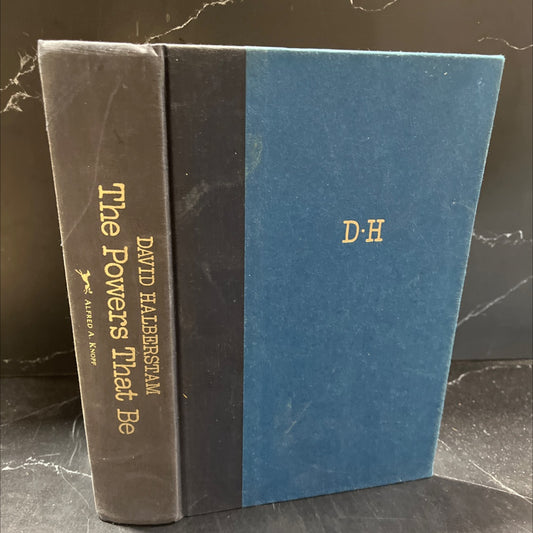 DAVID HALBERSTAM
The Powers That Be
ALFRED A. KNOPF
D·H